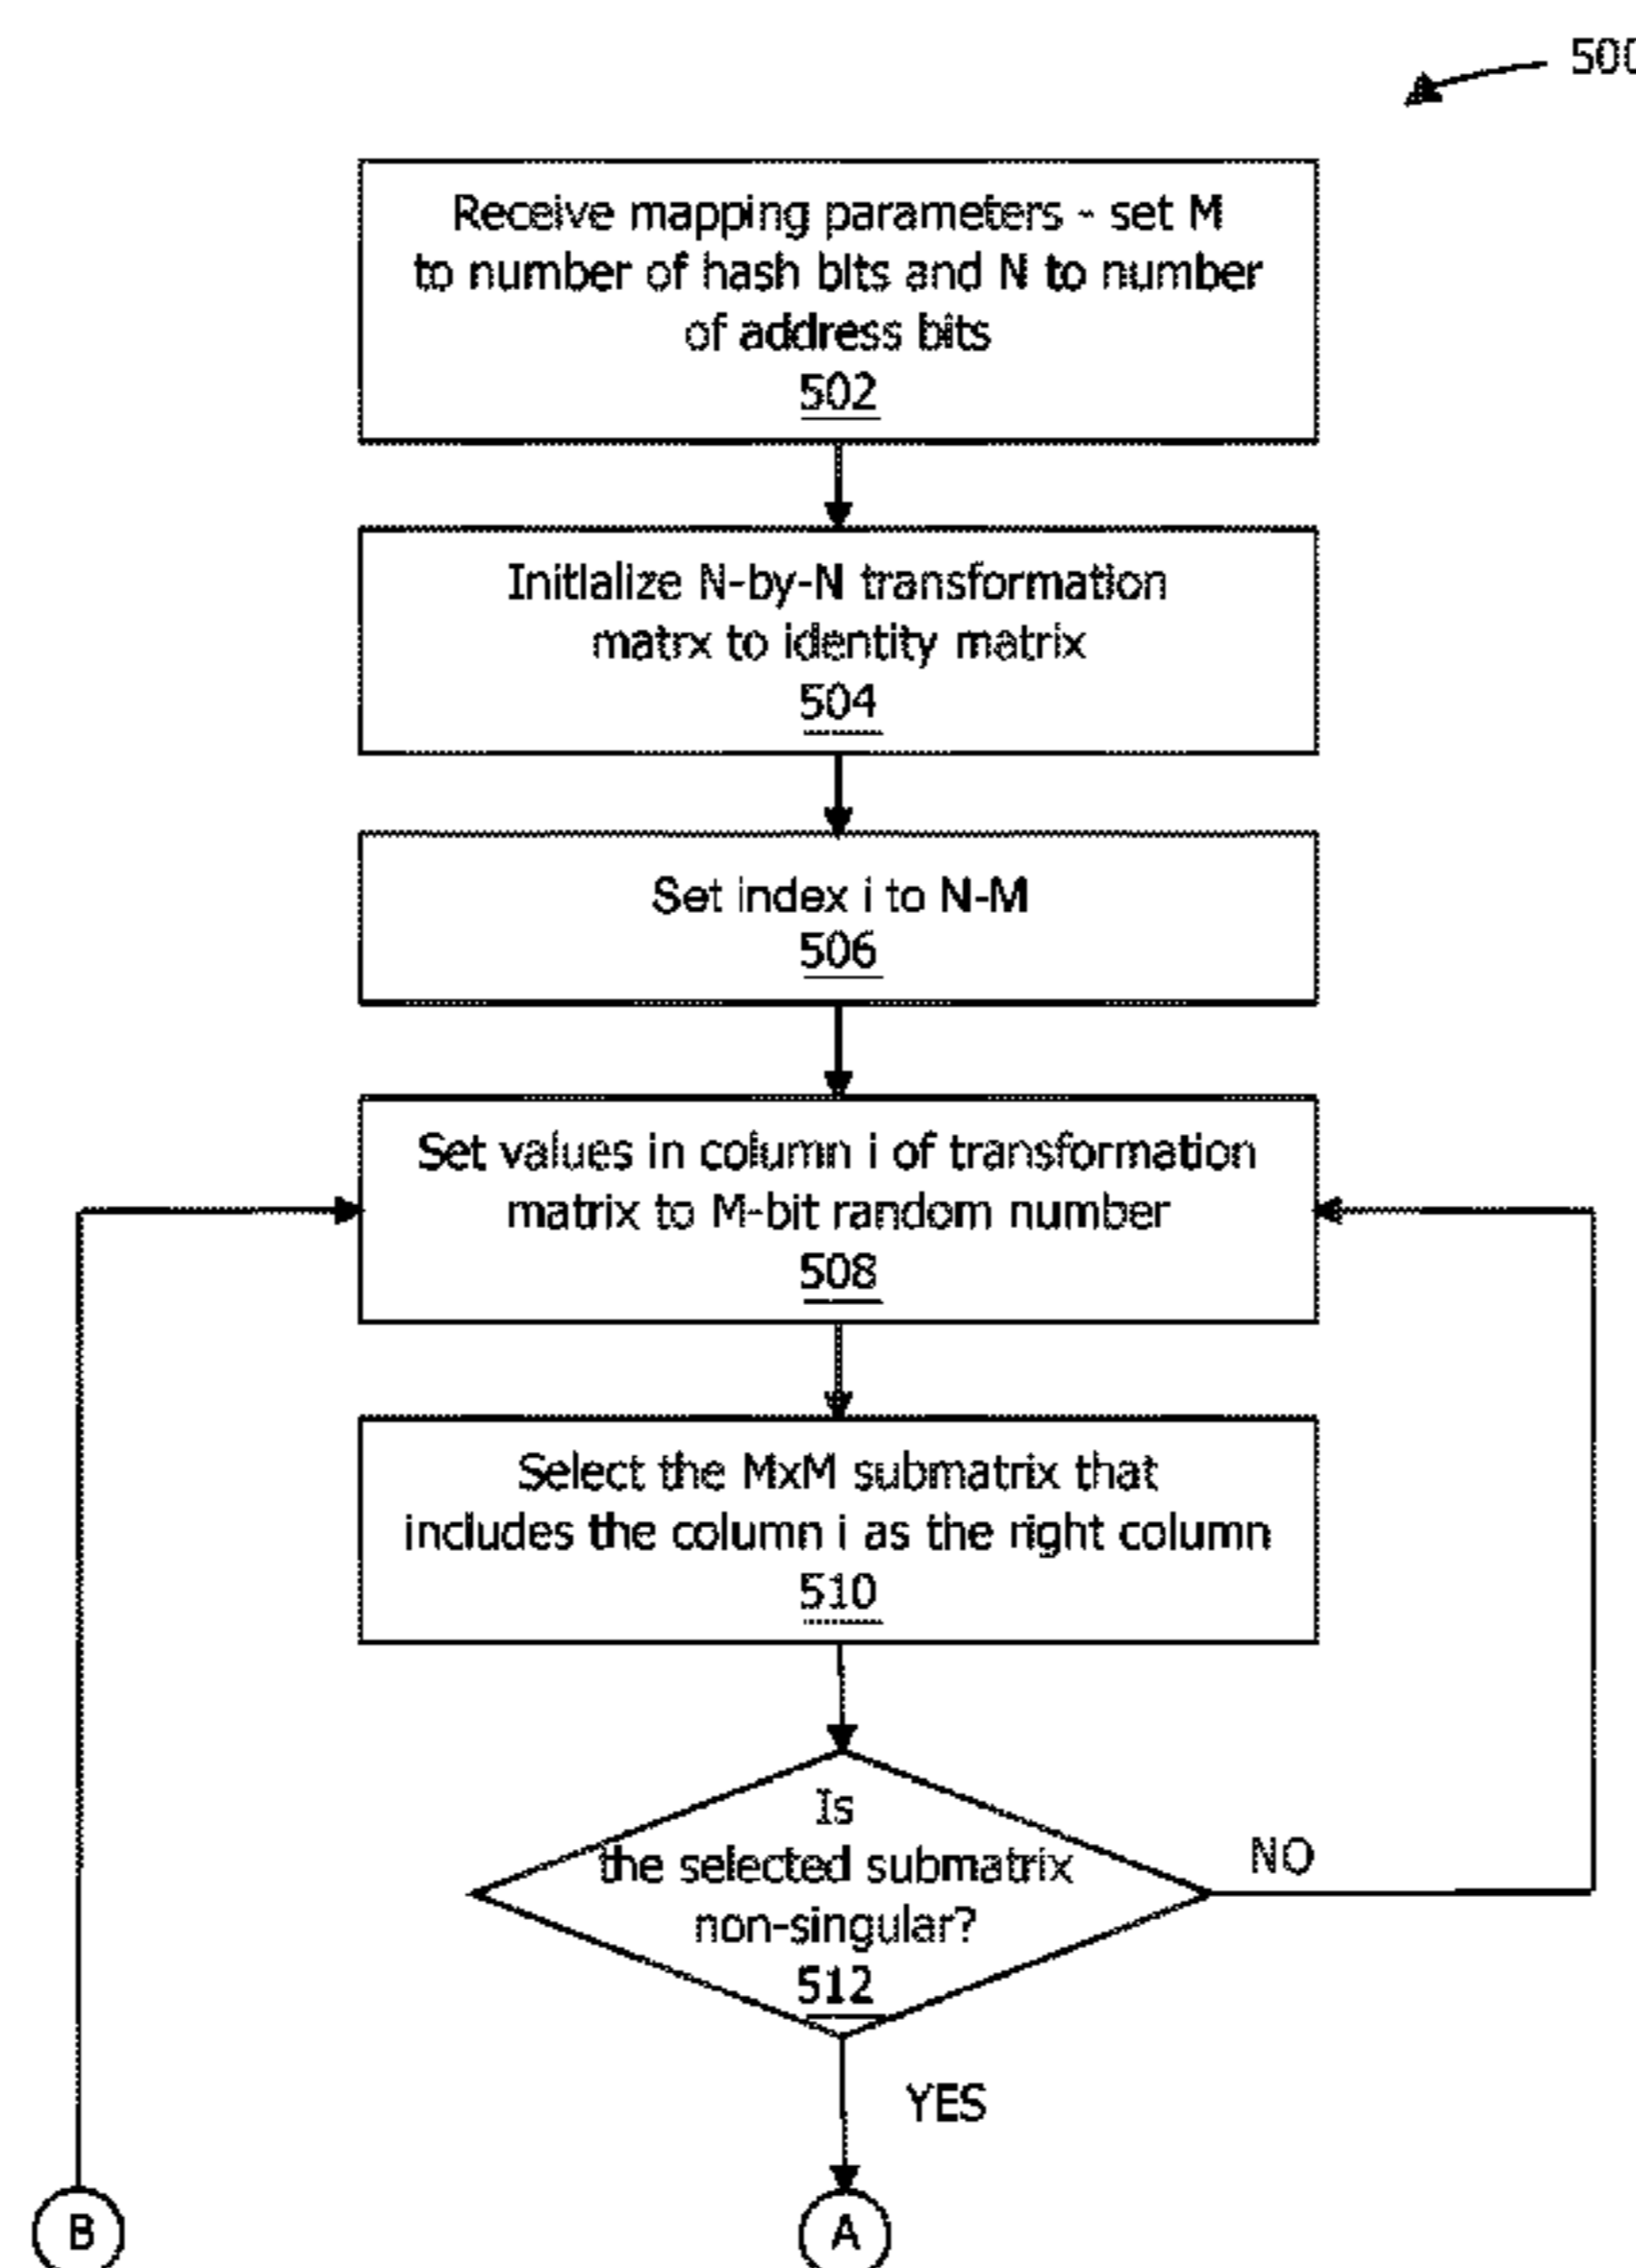 500
Receive mapping parameters - set M
to number of hash bits and N to number
of address bits
502
Initialize N-by-N transformation
matrx to identity matrix
504
Set index i to N-M
506
Set values in column i of transformation
matrix to M-bit random number
508
Select the MxM submatrix that
includes the column i as the right column
510
Is
the selected submatrix
non-singular?
512
NO
YES
B
A